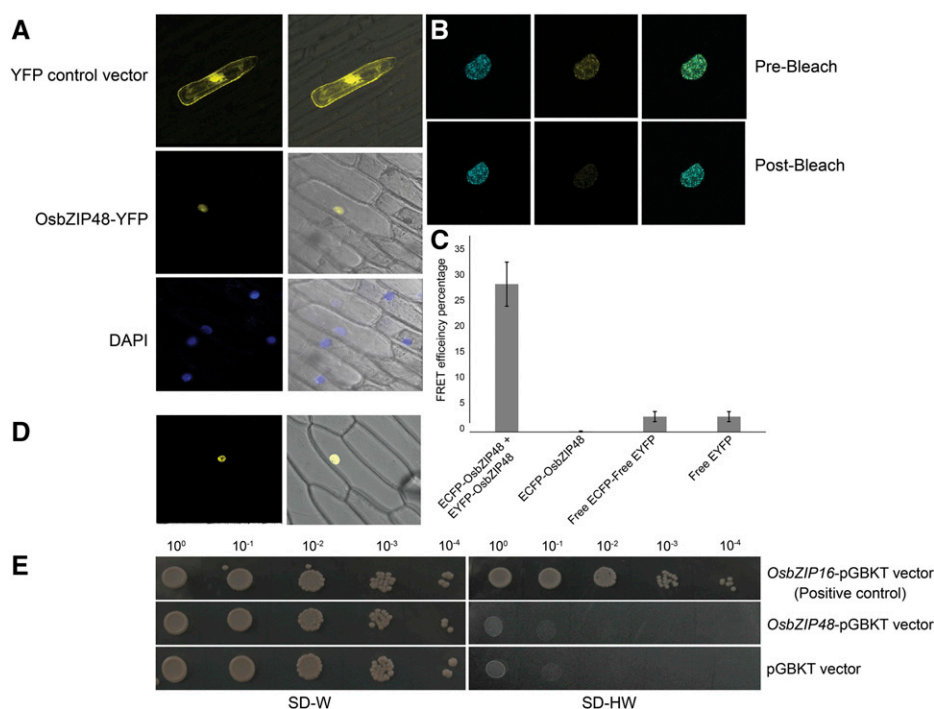 A
YFP control vector
OsbZIP48-YFP
DAPI
B
Pre-Bleach
Post-Bleach
C
FRET efficeincy percentage
35
30
25
20
15
10
5
0
ECFP-OsbZIP48 +
EYFP-OsbZIP48
ECFP-OsbZIP48
Free ECFP-Free EYFP
Free EYFP
D
E
10⁰ 10⁻¹ 10⁻² 10⁻³ 10⁻⁴ 10⁰ 10⁻¹ 10⁻² 10⁻³ 10⁻⁴
OsbZIP16-pGBKT vector
(Positive control)
OsbZIP48-pGBKT vector
pGBKT vector
SD-W SD-HW